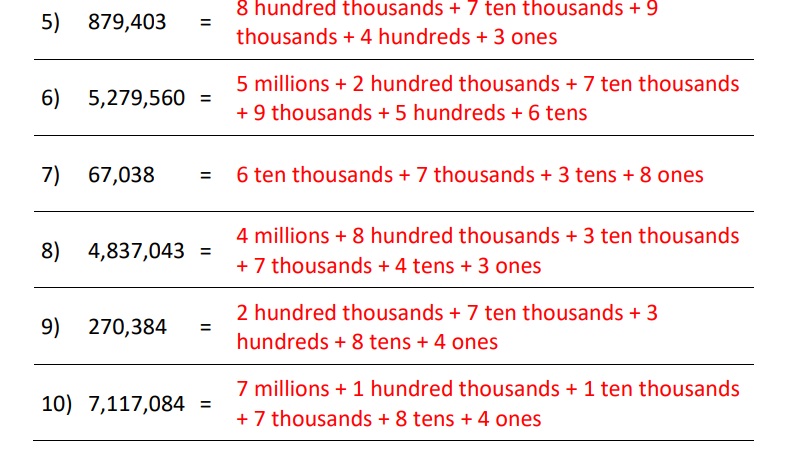 5) 879,403 = 8 hundred thousands + 7 ten thousands + 9
thousands + 4 hundreds + 3 ones
6) 5,279,560 = 5 millions + 2 hundred thousands + 7 ten thousands
+ 9 thousands + 5 hundreds + 6 tens
7) 67,038 = 6 ten thousands + 7 thousands + 3 tens + 8 ones
8) 4,837,043 = 4 millions + 8 hundred thousands + 3 ten thousands
+ 7 thousands + 4 tens + 3 ones
9) 270,384 = 2 hundred thousands + 7 ten thousands + 3
hundreds + 8 tens + 4 ones
10) 7,117,084 = 7 millions + 1 hundred thousands + 1 ten thousands
+ 7 thousands + 8 tens + 4 ones